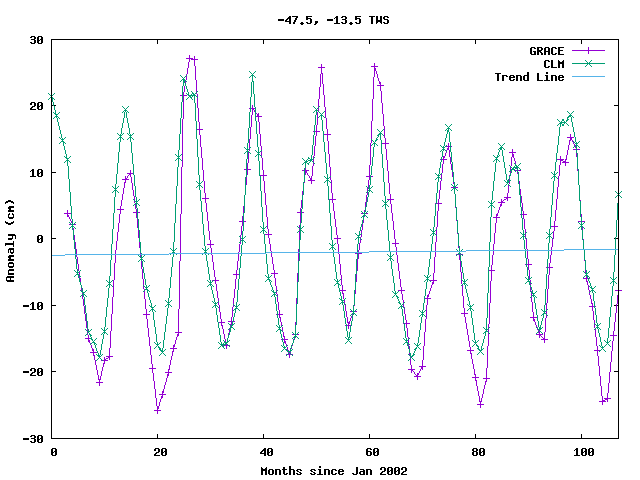 -47.5, -13.5 TWS
GRACE
CLM
Trend Line
30
20
10
0
-10
-20
-30
Anomaly (cm)
0 20 40 60 80 100
Months since Jan 2002